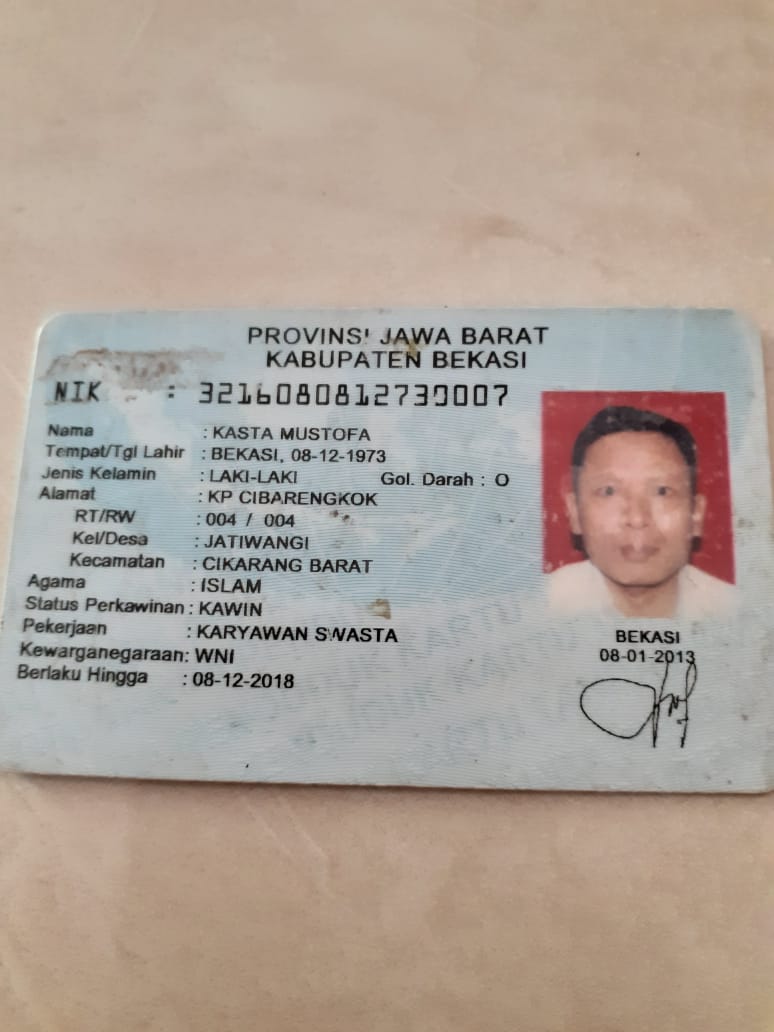 PROVINSI JAWA BARAT
KABUPATEN BEKASI
NIK : 3216080812730007
Nama : KASTA MUSTOFA
Tempat/Tgl Lahir : BEKASI, 08-12-1973
Jenis Kelamin : LAKI-LAKI Gol. Darah : O
Alamat : KP CIBARENGKOK
RT/RW : 004 / 004
Kel/Desa : JATIWANGI
Kecamatan : CIKARANG BARAT
Agama : ISLAM
Status Perkawinan : KAWIN
Pekerjaan : KARYAWAN SWASTA
Kewarganegaraan: WNI
Berlaku Hingga : 08-12-2018
BEKASI
08-01-2013